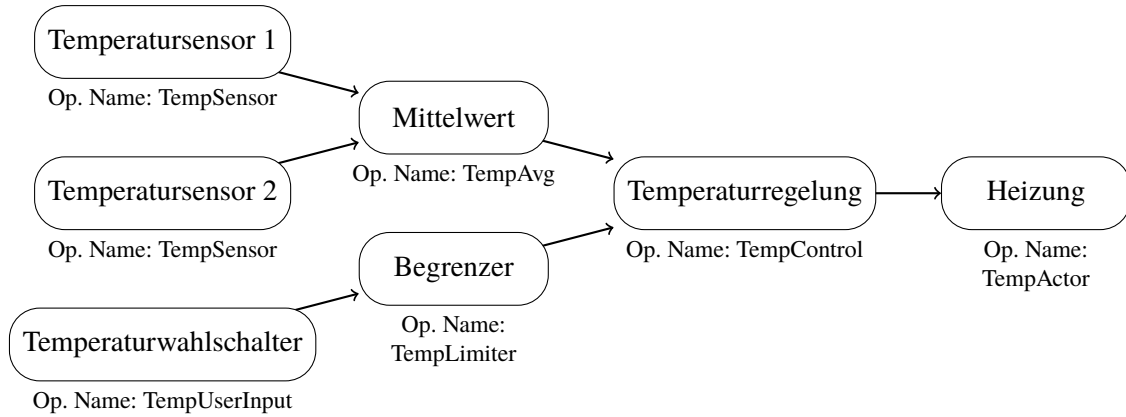 Temperatursensor 1
Op. Name: TempSensor
Temperatursensor 2
Op. Name: TempSensor
Temperaturwahlschalter
Op. Name: TempUserInput
Mittelwert
Op. Name: TempAvg
Begrenzer
Op. Name:
TempLimiter
Temperaturregelung
Op. Name: TempControl
Heizung
Op. Name:
TempActor